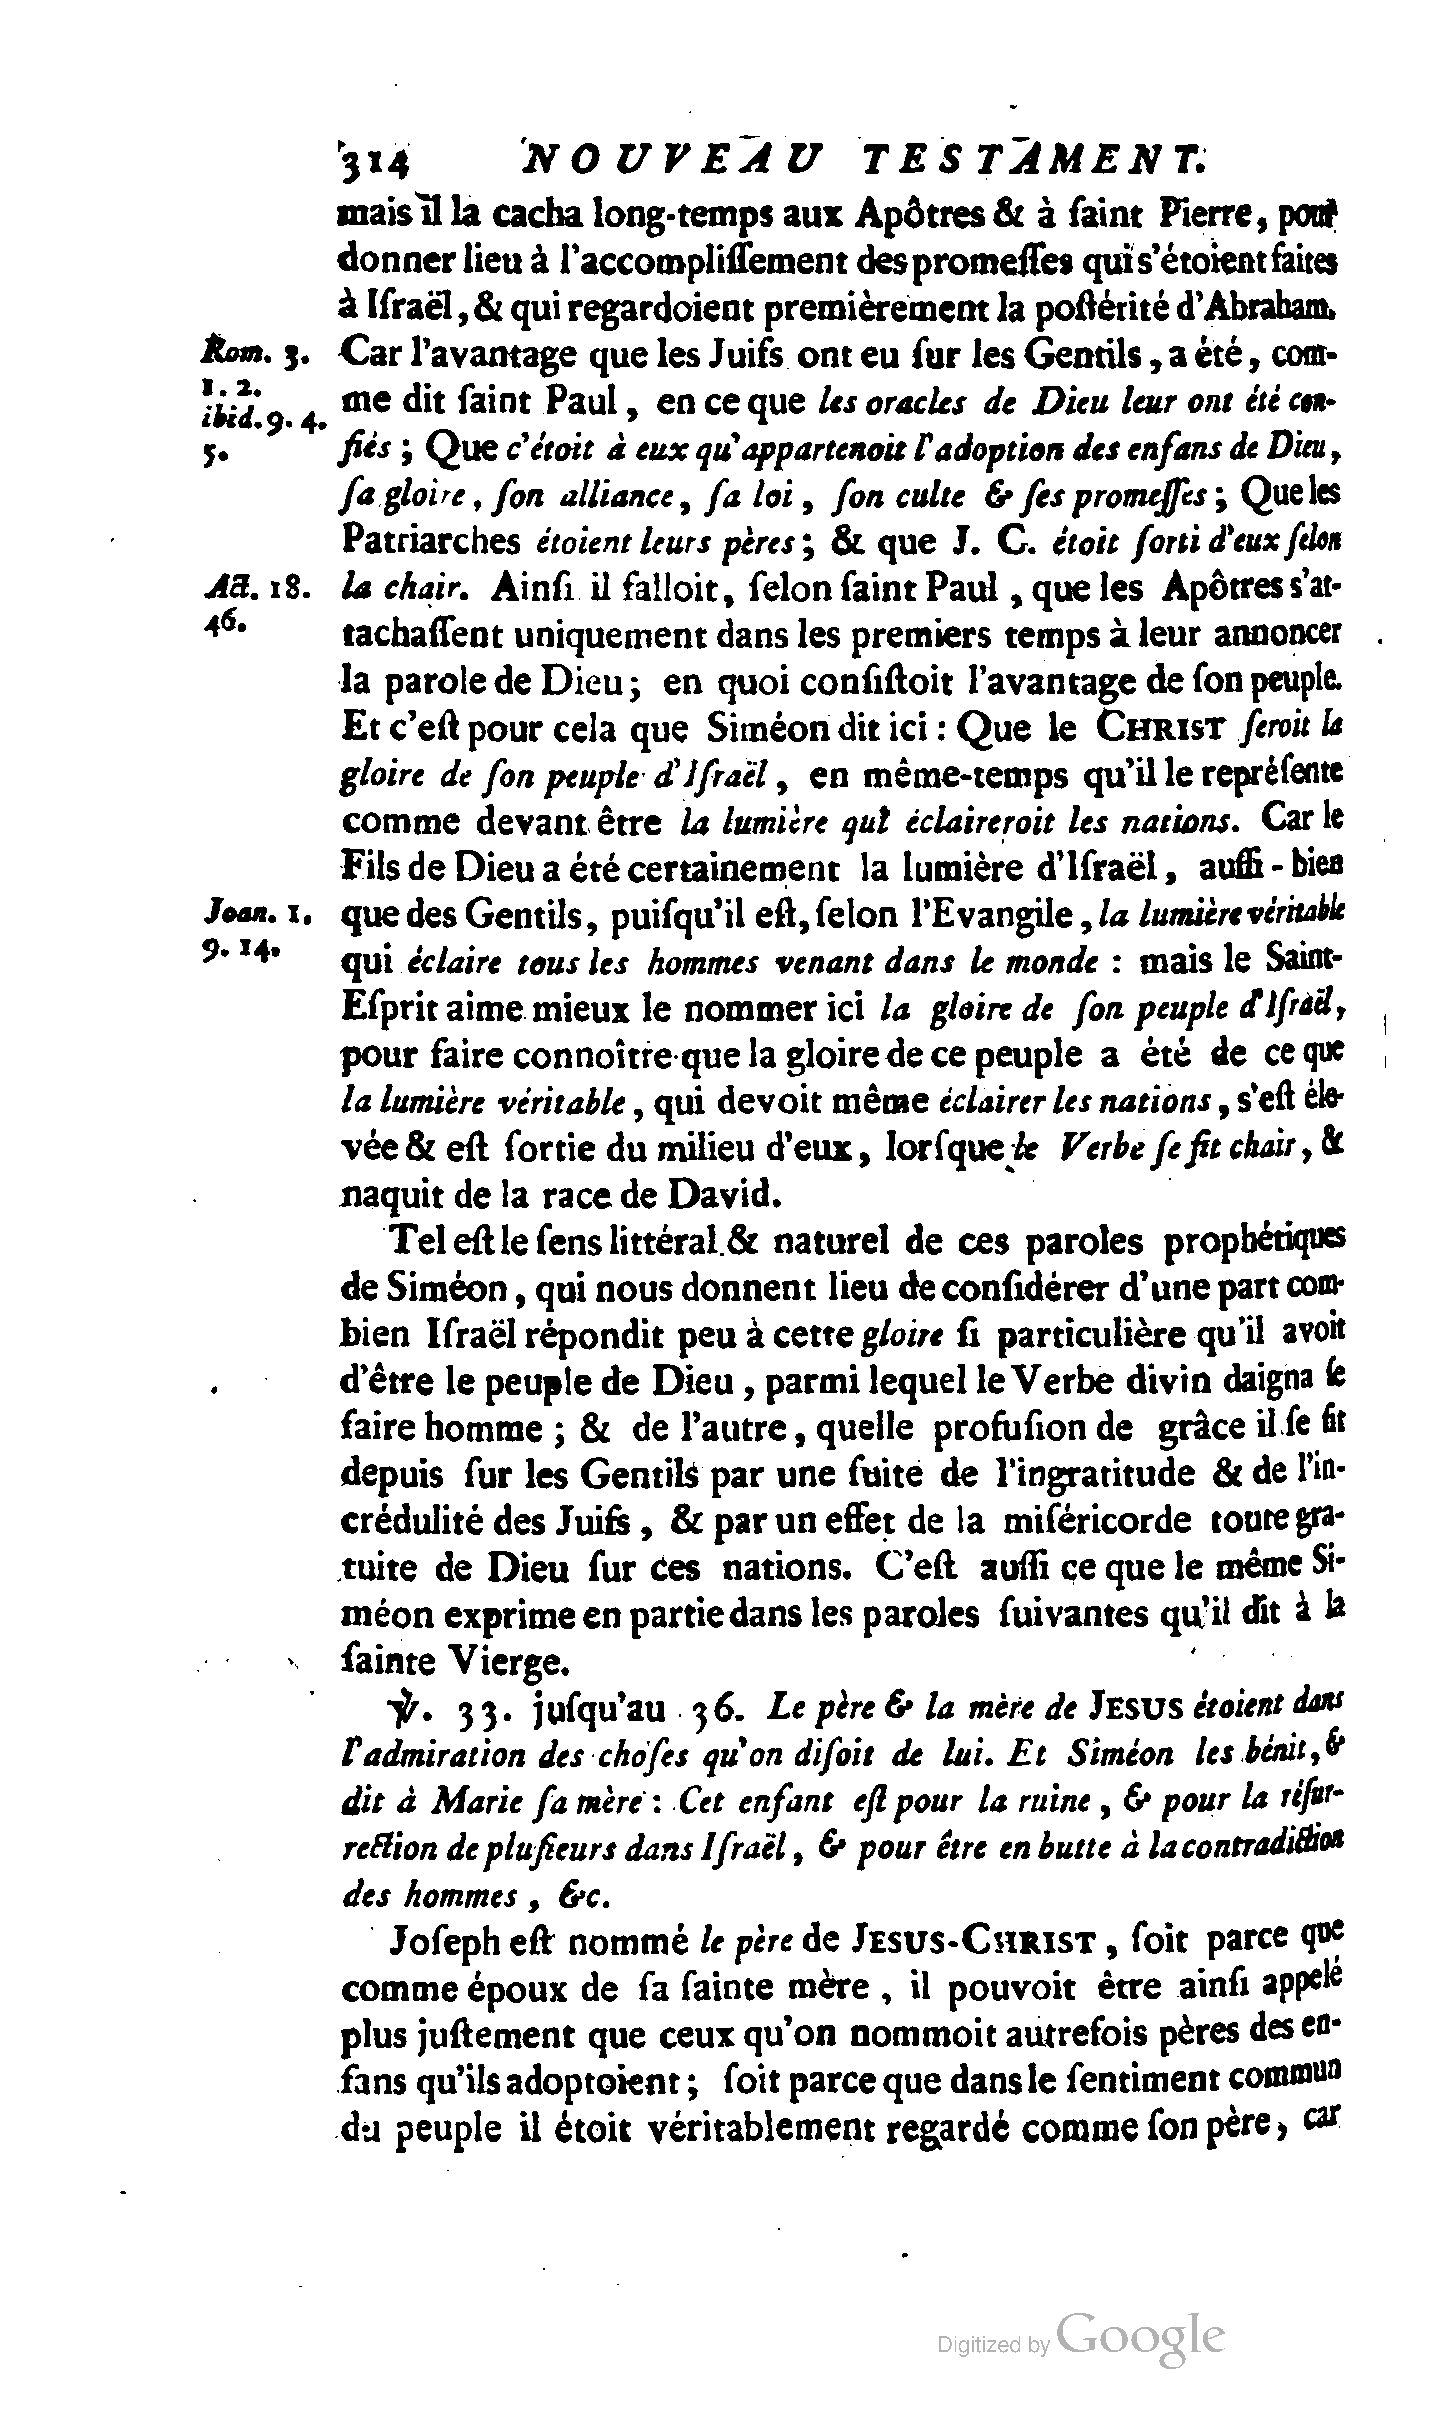 314 NOUVEAU TESTAMENT.
mais il la cacha long-temps aux Apôtres & à ſaint Pierre, pour
donner lieu à l'accompliſſement des promeſſes qui s'étoient faites
à Iſraël, & qui regardoient premièrement la poſtérité d'Abraham.
Rom. 3. Car l'avantage que les Juifs ont eu ſur les Gentils, a été, com-
1. 2.
me dit ſaint Paul, en ce que les oracles de Dieu leur ont été con-
ibid. 9. 4.
5. fiés; Que c'étoit à eux qu'appartenoit l'adoption des enfans de Dieu,
ſa gloire, ſon alliance, ſa loi, ſon culte & ſes promeſſes; Que les
Patriarches étoient leurs pères; & que J. C. étoit ſorti d'eux ſelon
Act. 18. la chair. Ainſi il falloit, ſelon ſaint Paul, que les Apôtres s'at-
46. tachaſſent uniquement dans les premiers temps à leur annoncer
la parole de Dieu; en quoi conſiſtoit l'avantage de ſon peuple.
Et c'eſt pour cela que Siméon dit ici: Que le CHRIST ſeroit la
gloire de ſon peuple d'Iſraël, en même-temps qu'il le repréſente
comme devant être la lumière qui éclaireroit les nations. Car le
Fils de Dieu a été certainement la lumière d'Iſraël, auſſi-bien
Joan. 1. que des Gentils, puiſqu'il eſt, ſelon l'Evangile, la lumière véritable
9. 14. qui éclaire tous les hommes venant dans le monde: mais le Saint-
Eſprit aime mieux le nommer ici la gloire de ſon peuple d'Iſraël,
pour faire connoître que la gloire de ce peuple a été de ce que
la lumière véritable, qui devoit même éclairer les nations, s'eſt éle-
vée & eſt ſortie du milieu d'eux, lorſque le Verbe ſe fit chair, &
naquit de la race de David.
Tel eſt le ſens littéral & naturel de ces paroles prophétiques
de Siméon, qui nous donnent lieu de conſidérer d'une part com-
bien Iſraël répondit peu à cette gloire ſi particulière qu'il avoit
d'être le peuple de Dieu, parmi lequel le Verbe divin daigna ſe
faire homme; & de l'autre, quelle profuſion de grâce il ſe fit
depuis ſur les Gentils par une ſuite de l'ingratitude & de l'in-
crédulité des Juifs, & par un effet de la miſéricorde toute gra-
tuite de Dieu ſur ces nations. C'eſt auſſi ce que le même Si-
méon exprime en partie dans les paroles ſuivantes qu'il dit à la
ſainte Vierge.
℣. 33. juſqu'au 36. Le père & la mère de JESUS étoient dans
l'admiration des choſes qu'on diſoit de lui. Et Siméon les bénit, &
dit à Marie ſa mère: Cet enfant eſt pour la ruine, & pour la réſur-
rection de pluſieurs dans Iſraël, & pour être en butte à la contradiction
des hommes, &c.
Joſeph eſt nommé le père de JESUS-CHRIST, ſoit parce que
comme époux de ſa ſainte mère, il pouvoit être ainſi appelé
plus juſtement que ceux qu'on nommoit autrefois pères des en-
fans qu'ils adoptoient; ſoit parce que dans le ſentiment commun
du peuple il étoit véritablement regardé comme ſon père, car
Digitized by Google